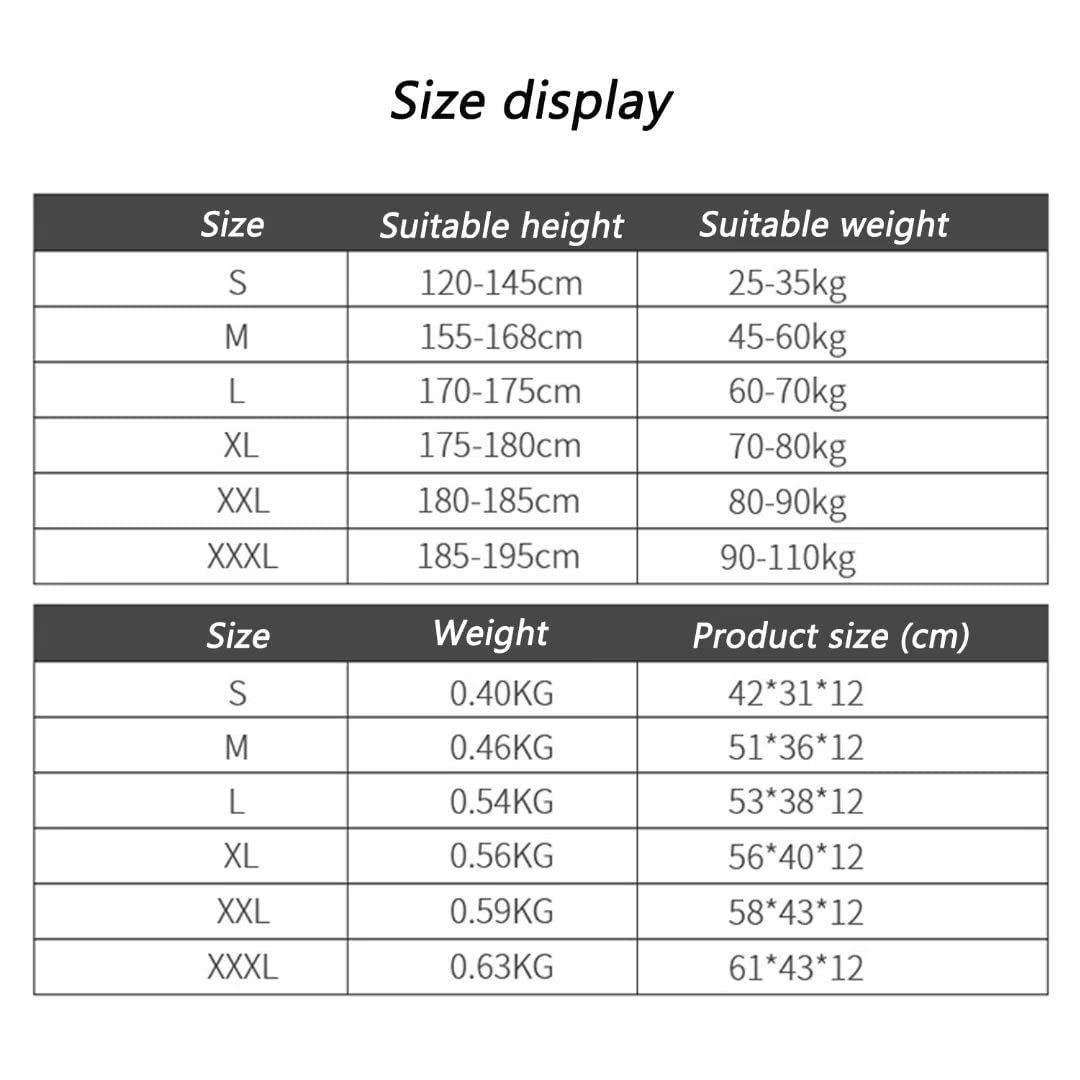 Size display
Size Suitable height Suitable weight
S 120-145cm 25-35kg
M 155-168cm 45-60kg
L 170-175cm 60-70kg
XL 175-180cm 70-80kg
XXL 180-185cm 80-90kg
XXXL 185-195cm 90-110kg
Size Weight Product size (cm)
S 0.40KG 42*31*12
M 0.46KG 51*36*12
L 0.54KG 53*38*12
XL 0.56KG 56*40*12
XXL 0.59KG 58*43*12
XXXL 0.63KG 61*43*12